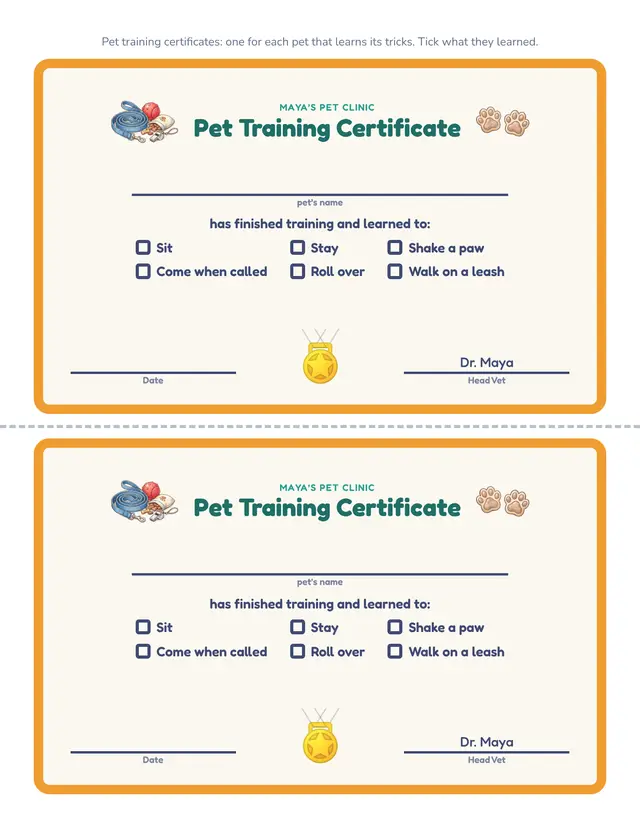 Pet training certificates: one for each pet that learns its tricks. Tick what they learned.
MAYA'S PET CLINIC
Pet Training Certificate
pet's name
has finished training and learned to:
Sit Stay Shake a paw
Come when called Roll over Walk on a leash
Dr. Maya
Date Head Vet
MAYA'S PET CLINIC
Pet Training Certificate
pet's name
has finished training and learned to:
Sit Stay Shake a paw
Come when called Roll over Walk on a leash
Dr. Maya
Date Head Vet